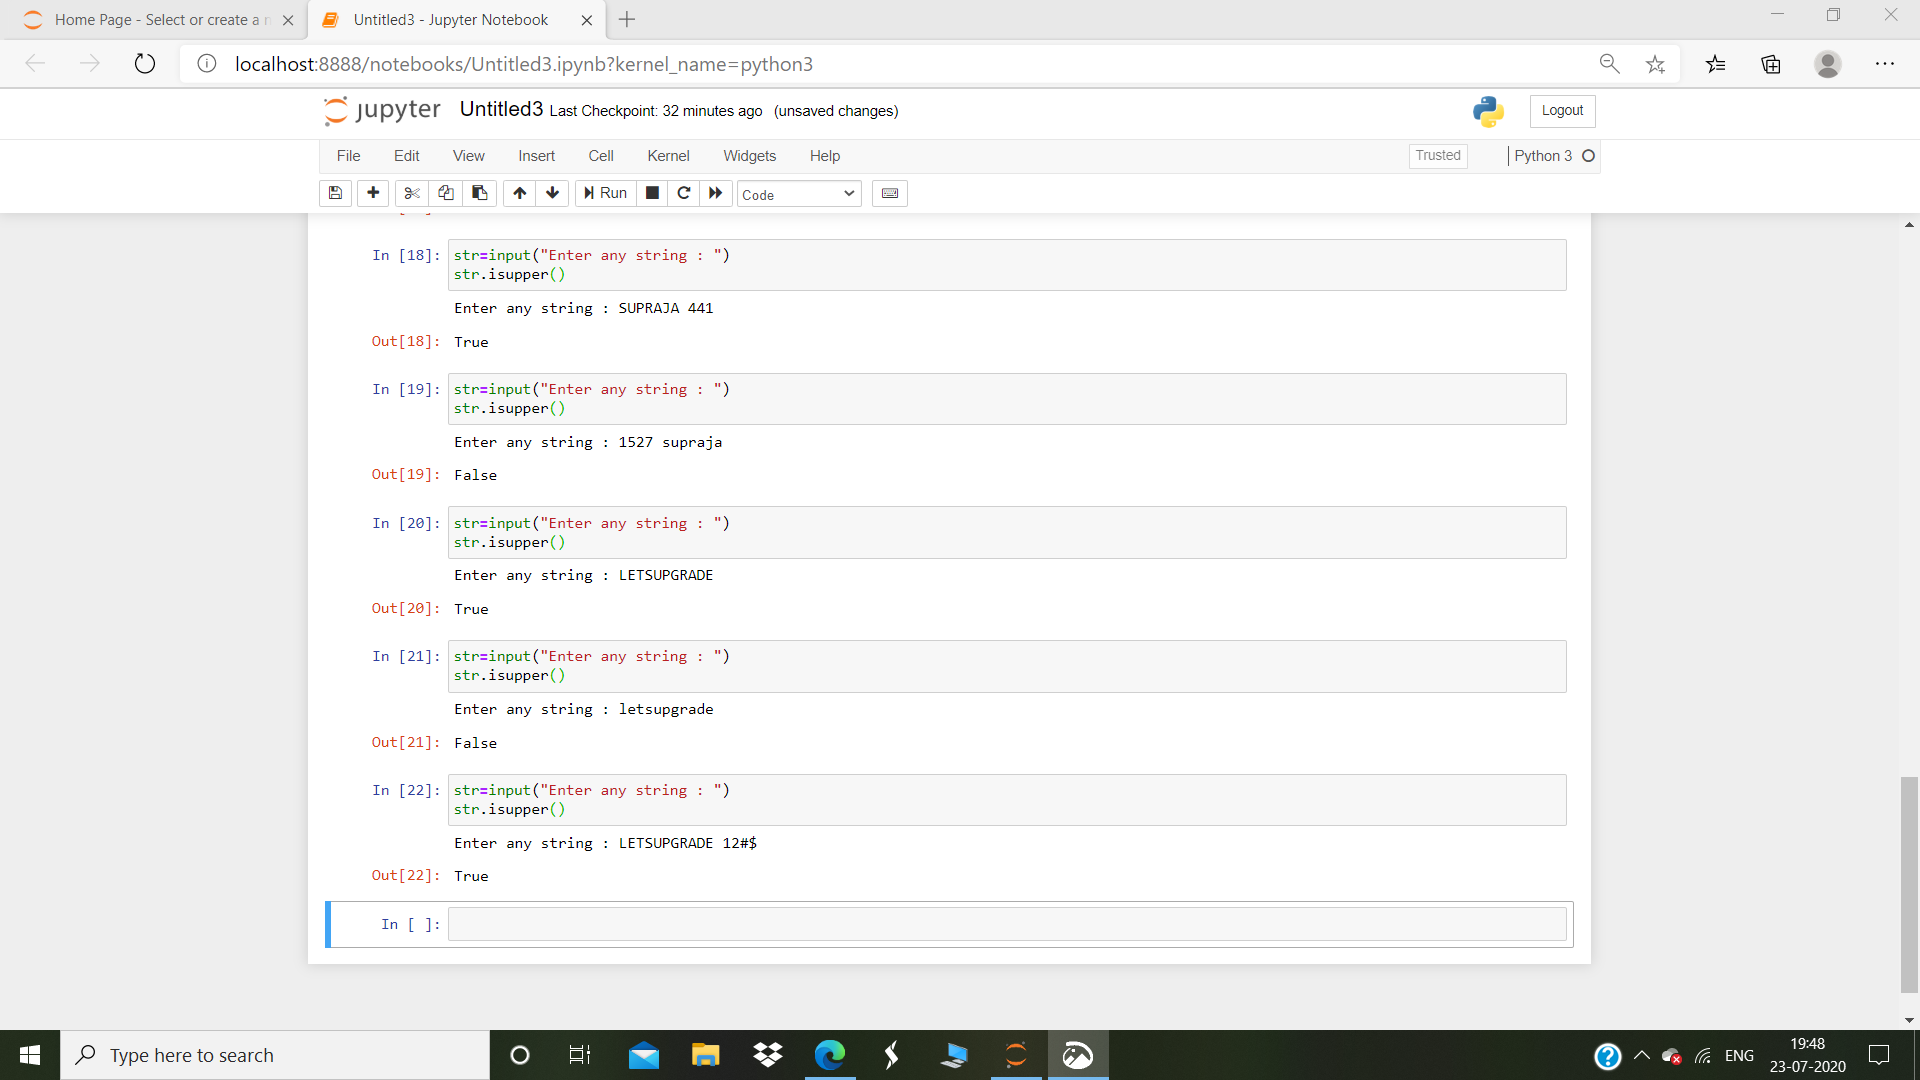 Home Page - Select or create a n
Untitled3 - Jupyter Notebook
localhost:8888/notebooks/Untitled3.ipynb?kernel_name=python3
jupyter Untitled3 Last Checkpoint: 32 minutes ago (unsaved changes)
Logout
File Edit View Insert Cell Kernel Widgets Help
Trusted
Python 3
Run
Code
In [18]: str=input("Enter any string : ")
str.isupper()
Enter any string : SUPRAJA 441
Out[18]: True
In [19]: str=input("Enter any string : ")
str.isupper()
Enter any string : 1527 supraja
Out[19]: False
In [20]: str=input("Enter any string : ")
str.isupper()
Enter any string : LETSUPGRADE
Out[20]: True
In [21]: str=input("Enter any string : ")
str.isupper()
Enter any string : letsupgrade
Out[21]: False
In [22]: str=input("Enter any string : ")
str.isupper()
Enter any string : LETSUPGRADE 12#$
Out[22]: True
In [ ]:
Type here to search
ENG
19:48
23-07-2020